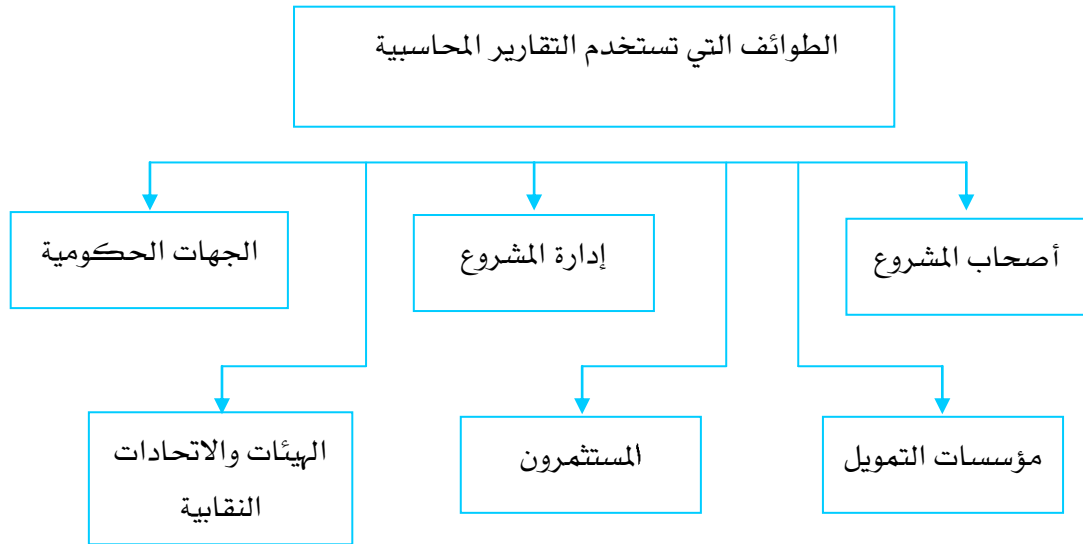 الطوائف التي تستخدم التقارير المحاسبية
أصحاب المشروع
إدارة المشروع
الجهات الحكومية
مؤسسات التمويل
المستثمرون
الهيئات والاتحادات
النقابية